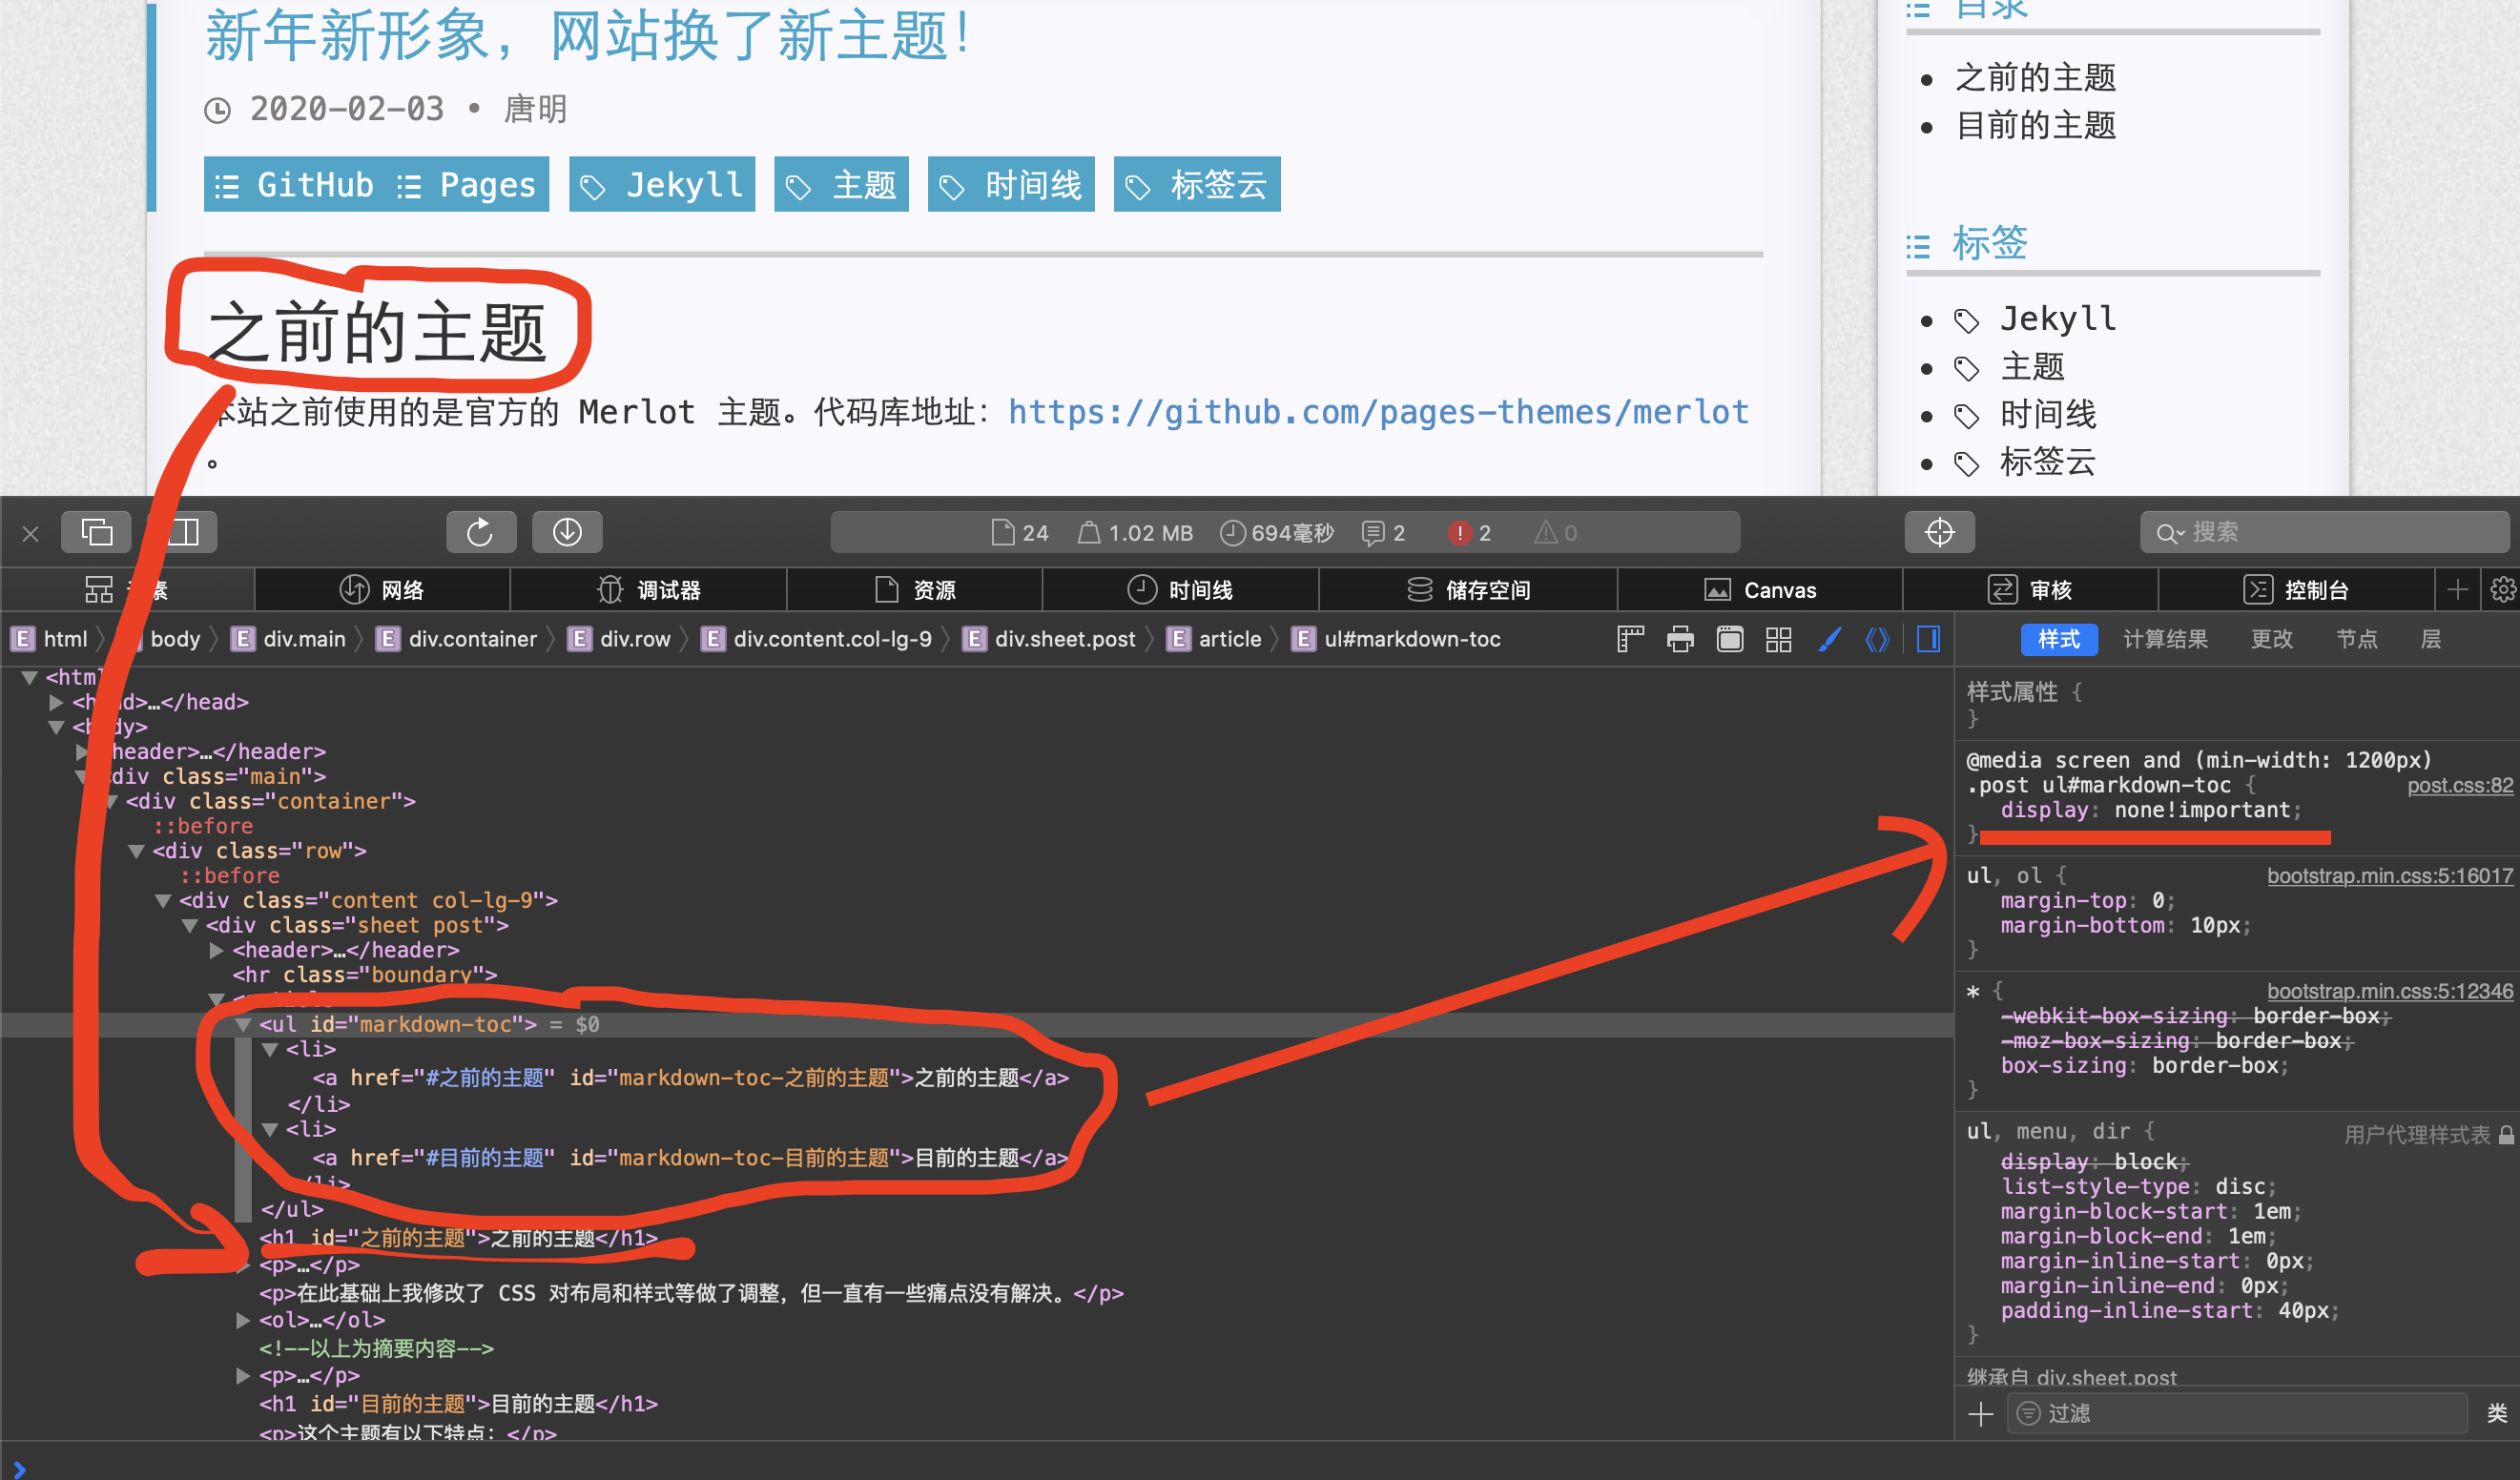 新年新形象，网站换了新主题！
2020-02-03 • 唐明
GitHub Pages Jekyll 主题 时间线 标签云
之前的主题
本站之前使用的是官方的 Merlot 主题。代码库地址：https://github.com/pages-themes/merlot
。
目录
之前的主题
目前的主题
标签
Jekyll
主题
时间线
标签云
24 1.02 MB 694毫秒 2 2 0 搜索
元素 网络 调试器 资源 时间线 储存空间 Canvas 审核 控制台
E html E body E div.main E div.container E div.row E div.content.col-lg-9 E div.sheet.post E article E ul#markdown-toc
<html
<head>…</head>
<body>
<header>…</header>
<div class="main">
<div class="container">
::before
<div class="row">
::before
<div class="content col-lg-9">
<div class="sheet post">
<header>…</header>
<hr class="boundary">
<ul id="markdown-toc"> = $0
<li>
<a href="#之前的主题" id="markdown-toc-之前的主题">之前的主题</a>
</li>
<li>
<a href="#目前的主题" id="markdown-toc-目前的主题">目前的主题</a>
</li>
</ul>
<h1 id="之前的主题">之前的主题</h1>
<p>…</p>
<p>在此基础上我修改了 CSS 对布局和样式等做了调整，但一直有一些痛点没有解决。</p>
<ol>…</ol>
<!--以上为摘要内容-->
<p>…</p>
<h1 id="目前的主题">目前的主题</h1>
<p>这个主题有以下特点：</p>
样式 计算结果 更改 节点 层
样式属性 {
}
@media screen and (min-width: 1200px)
.post ul#markdown-toc { post.css:82
display: none!important;
}
ul, ol { bootstrap.min.css:5:16017
margin-top: 0;
margin-bottom: 10px;
}
* { bootstrap.min.css:5:12346
-webkit-box-sizing: border-box;
-moz-box-sizing: border-box;
box-sizing: border-box;
}
ul, menu, dir { 用户代理样式表
display: block;
list-style-type: disc;
margin-block-start: 1em;
margin-block-end: 1em;
margin-inline-start: 0px;
margin-inline-end: 0px;
padding-inline-start: 40px;
}
继承自 div.sheet.post
过滤 类